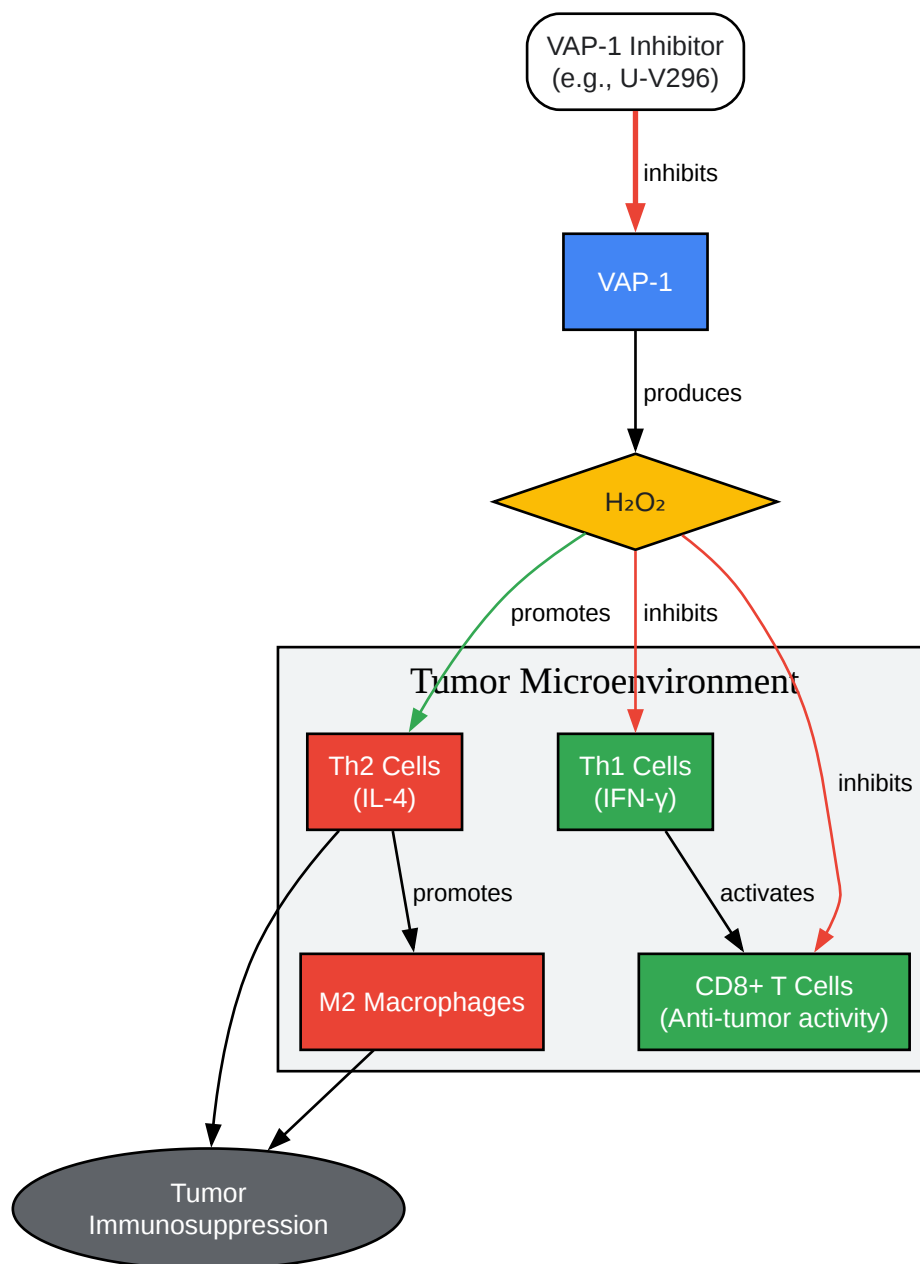 VAP-1 Inhibitor
(e.g., U-V296)
inhibits
VAP-1
produces
H₂O₂
promotes
inhibits
inhibits
Tumor Microenvironment
Th2 Cells
(IL-4)
Th1 Cells
(IFN-γ)
promotes
activates
M2 Macrophages
CD8+ T Cells
(Anti-tumor activity)
Tumor
Immunosuppression